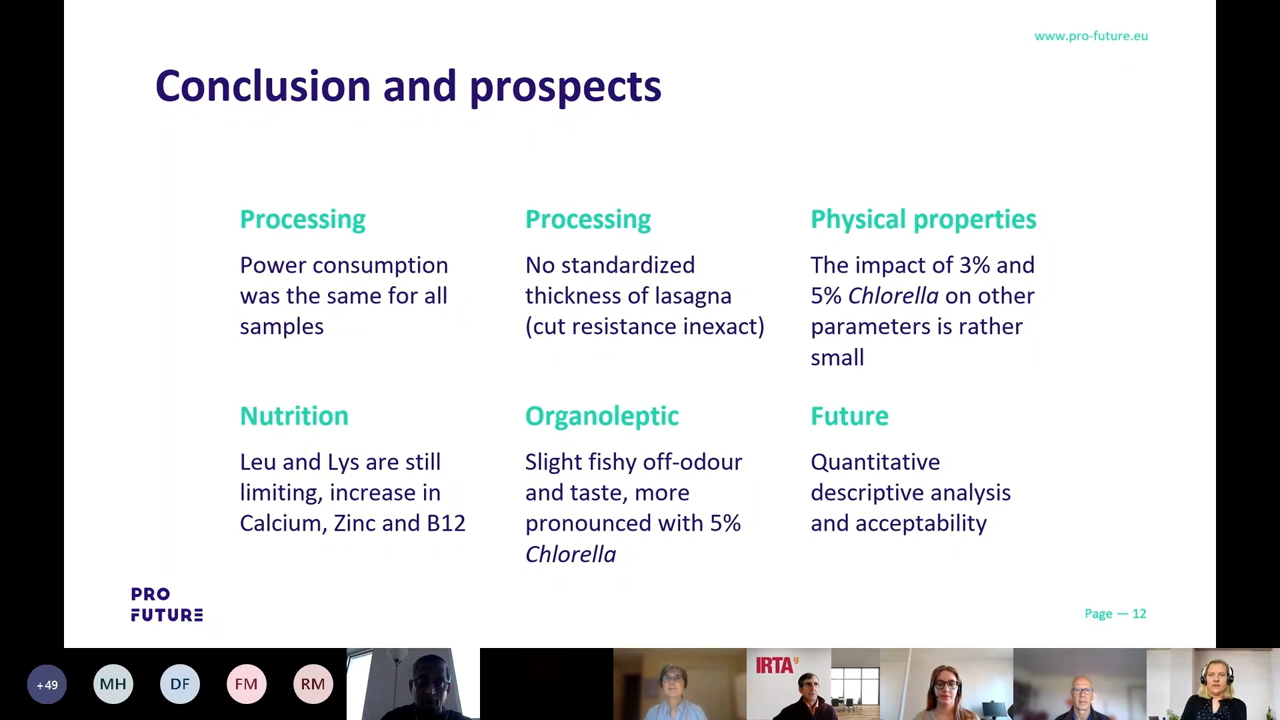 www.pro-future.eu
Conclusion and prospects
Processing
Power consumption
was the same for all
samples
Processing
No standardized
thickness of lasagna
(cut resistance inexact)
Physical properties
The impact of 3% and
5% Chlorella on other
parameters is rather
small
Nutrition
Leu and Lys are still
limiting, increase in
Calcium, Zinc and B12
Organoleptic
Slight fishy off-odour
and taste, more
pronounced with 5%
Chlorella
Future
Quantitative
descriptive analysis
and acceptability
PRO
FUTURE
Page — 12
+49
MH
DF
FM
RM
IRTA